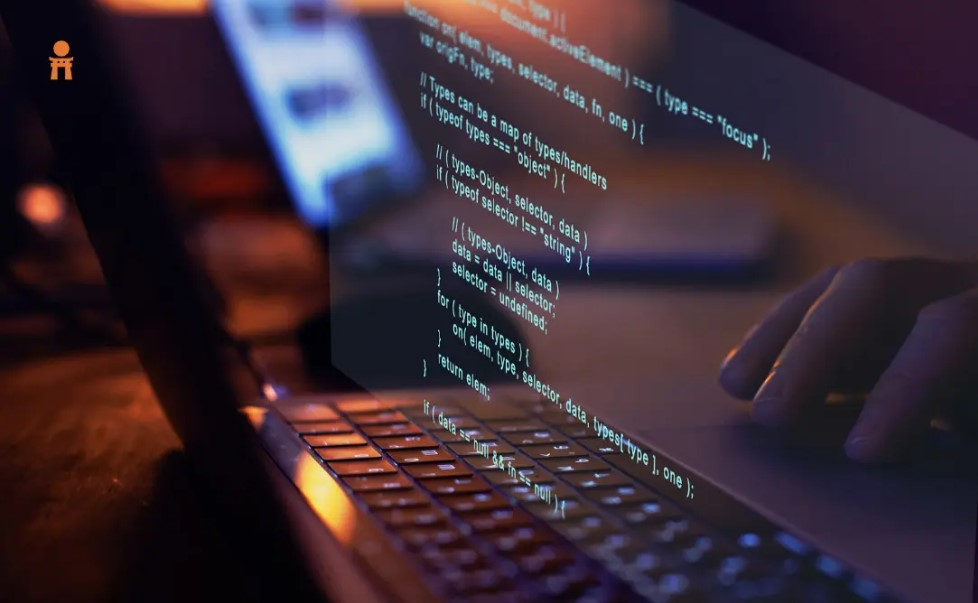 document.activeElement ) === ( type === "focus" );
function on( elem, types, selector, data, fn, one ) {
var origFn, type;
// Types can be a map of types/handlers
if ( typeof types === "object" ) {
// ( types-Object, selector, data )
if ( typeof selector !== "string" ) {
// ( types-Object, data )
data = data || selector;
selector = undefined;
}
for ( type in types ) {
on( elem, type, selector, data, types[ type ], one );
}
return elem;
}
if ( data == null && fn == null ) {